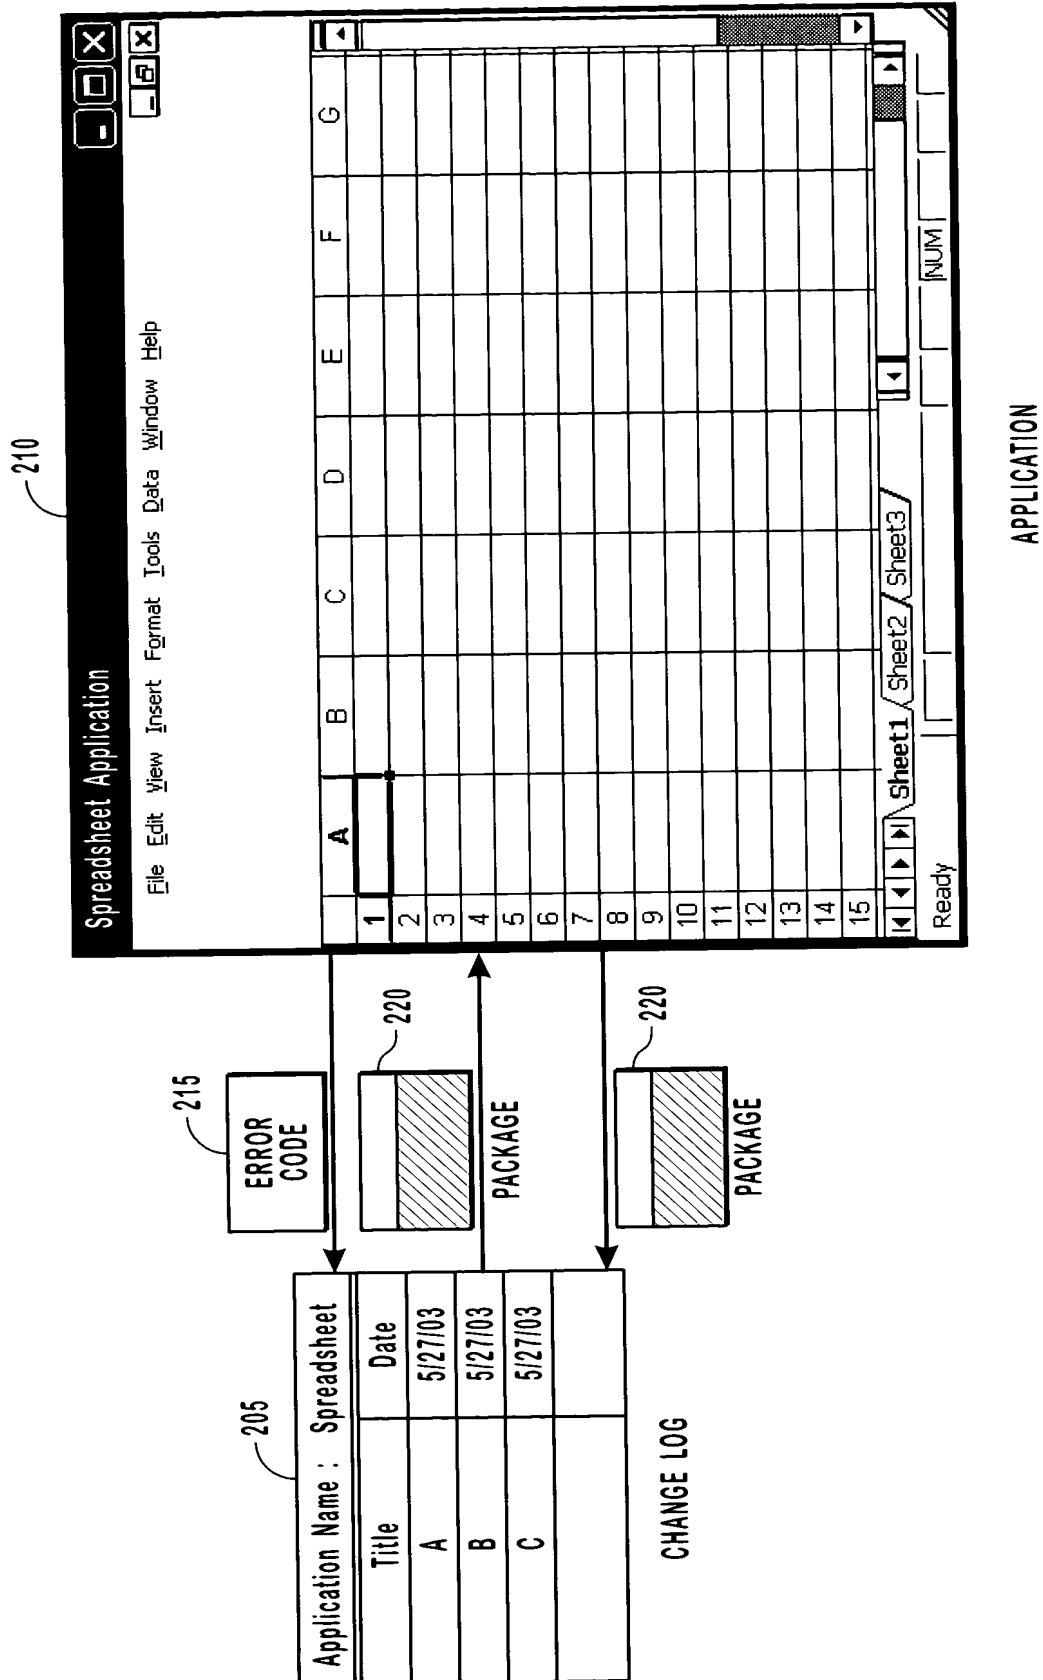 210
Spreadsheet Application
File Edit View Insert Format Tools Data Window Help
A B C D E F G
1
2
3
4
5
6
7
8
9
10
11
12
13
14
15
Sheet1 Sheet2 Sheet3
Ready NUM
APPLICATION
215
ERROR
CODE
220
PACKAGE
220
PACKAGE
205
Application Name : Spreadsheet
Title Date
A 5/27/03
B 5/27/03
C 5/27/03
CHANGE LOG